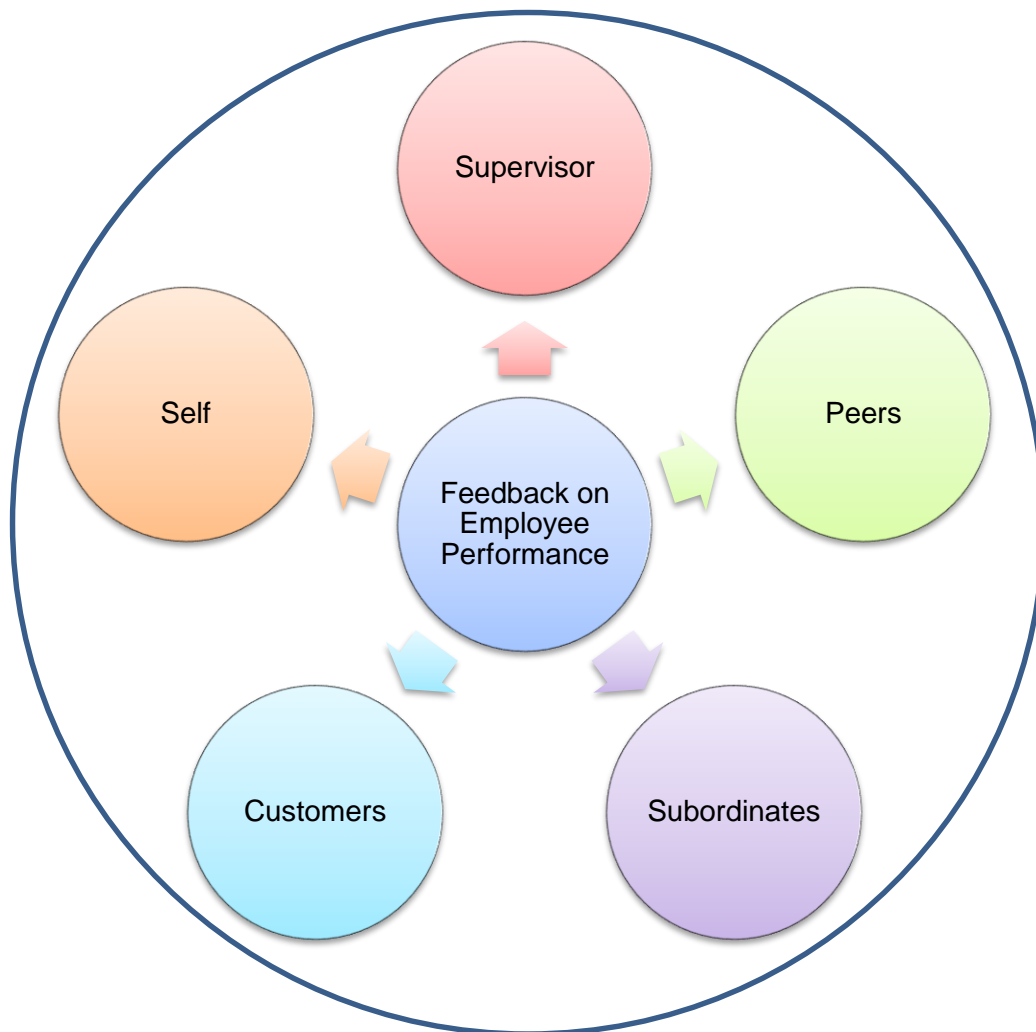 Supervisor
Self
Peers
Feedback on
Employee
Performance
Customers
Subordinates